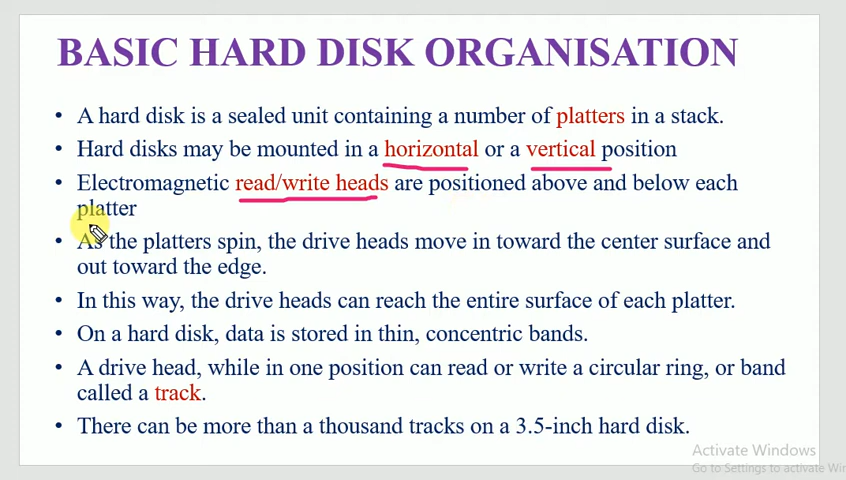 BASIC HARD DISK ORGANISATION
• A hard disk is a sealed unit containing a number of platters in a stack.
• Hard disks may be mounted in a horizontal or a vertical position
• Electromagnetic read/write heads are positioned above and below each
platter
• As the platters spin, the drive heads move in toward the center surface and
out toward the edge.
• In this way, the drive heads can reach the entire surface of each platter.
• On a hard disk, data is stored in thin, concentric bands.
• A drive head, while in one position can read or write a circular ring, or band
called a track.
• There can be more than a thousand tracks on a 3.5-inch hard disk.
Activate Windows
Go to Settings to activate Wi